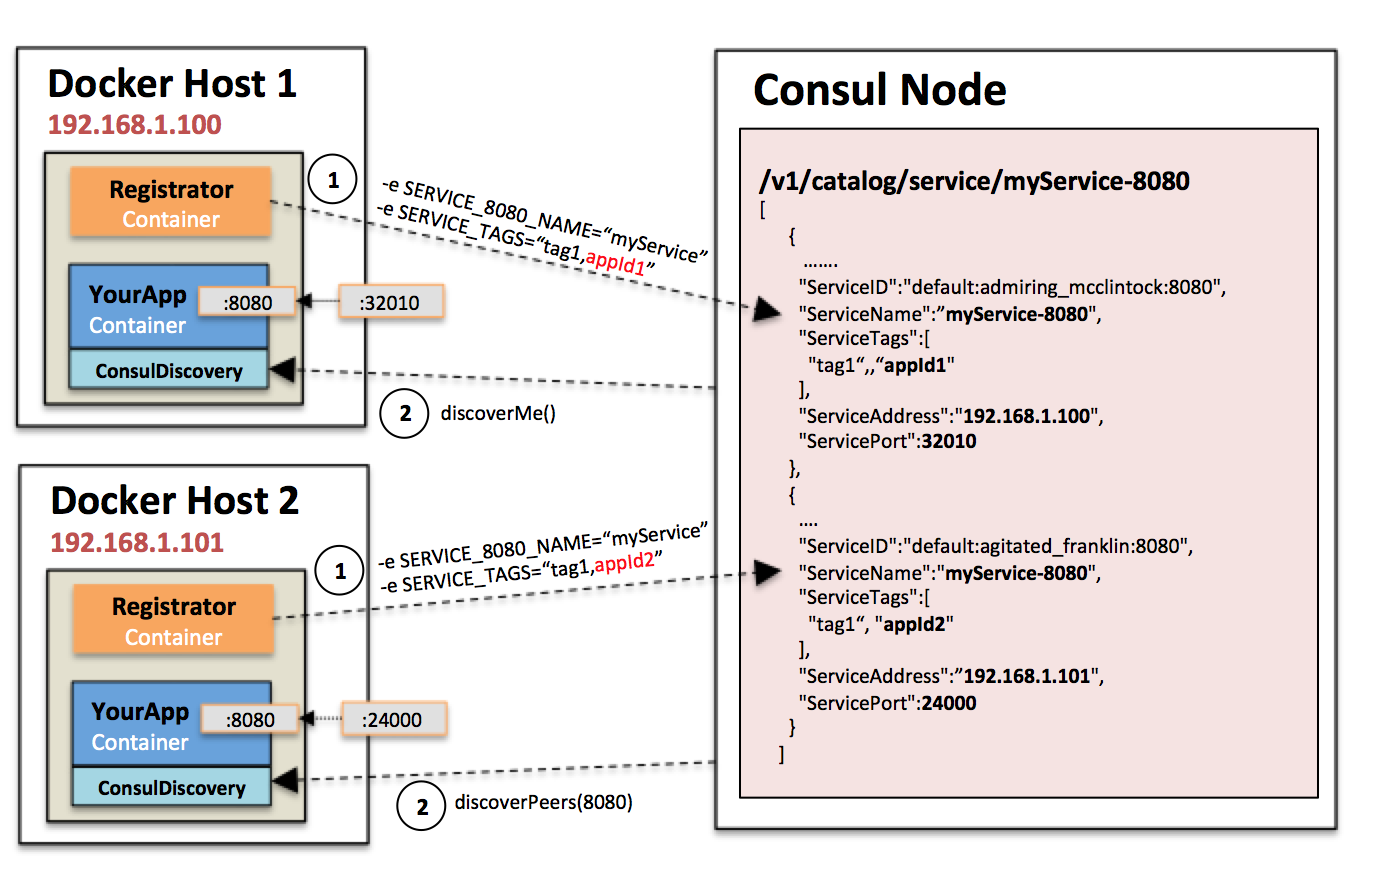 Docker Host 1
192.168.1.100
Registrator
Container
YourApp
Container
:8080
:32010
ConsulDiscovery
1
-e SERVICE_8080_NAME=“myService”
-e SERVICE_TAGS=“tag1,appId1”
2
discoverMe()
Docker Host 2
192.168.1.101
Registrator
Container
YourApp
Container
:8080
:24000
ConsulDiscovery
1
-e SERVICE_8080_NAME=“myService”
-e SERVICE_TAGS=“tag1,appId2”
2
discoverPeers(8080)
Consul Node
/v1/catalog/service/myService-8080
[
{
.......
"ServiceID":"default:admiring_mcclintock:8080",
"ServiceName":”myService-8080",
"ServiceTags":[
"tag1“,,“appId1"
],
"ServiceAddress":"192.168.1.100",
"ServicePort":32010
},
{
....
"ServiceID":"default:agitated_franklin:8080",
"ServiceName":"myService-8080",
"ServiceTags":[
"tag1“, "appId2"
],
"ServiceAddress":”192.168.1.101",
"ServicePort":24000
}
]